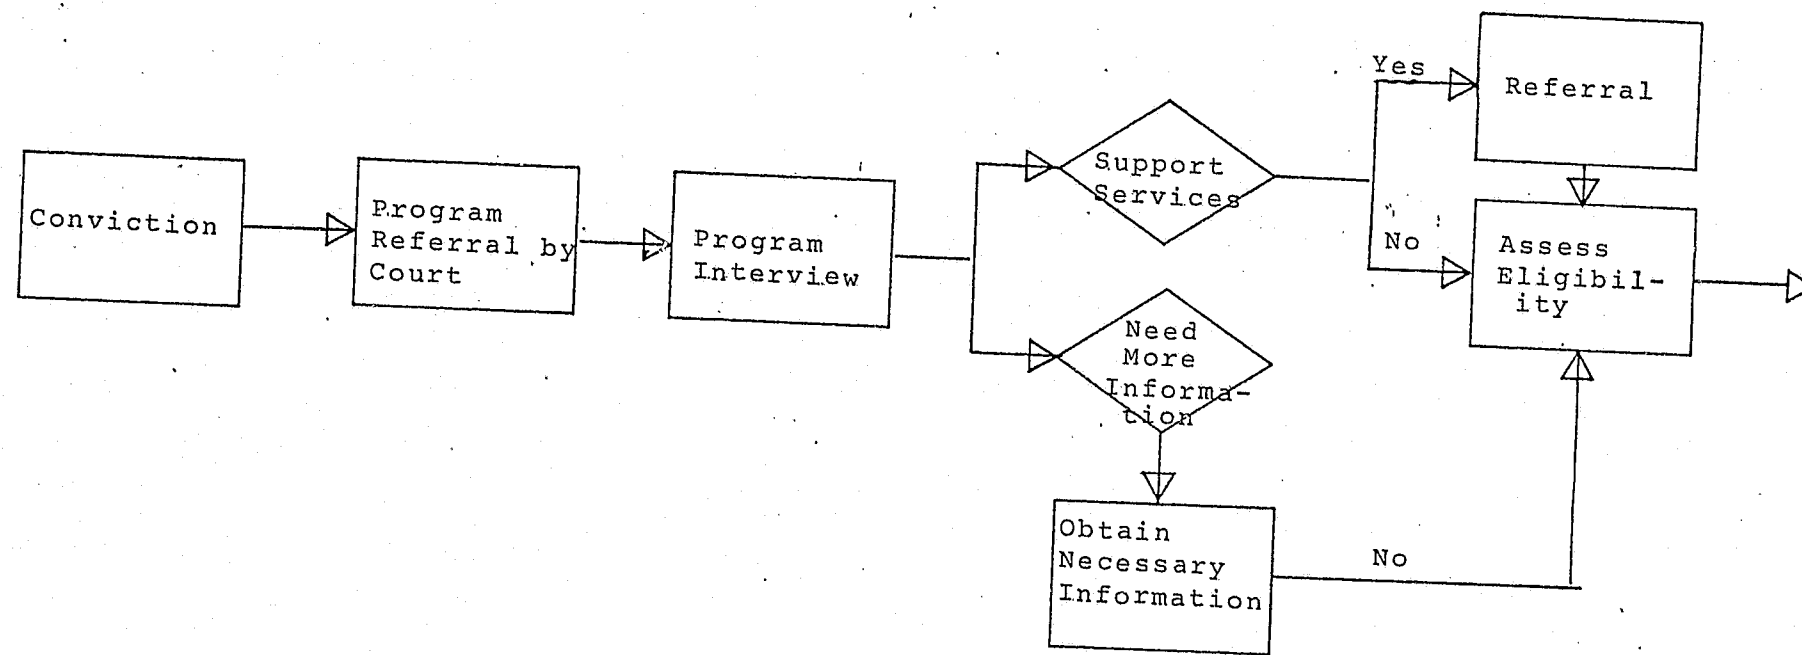 Conviction
Program
Referral by
Court
Program
Interview
Support
Services
Need
More
Informa-
tion
Obtain
Necessary
Information
Yes
No
Referral
Assess
Eligibil-
ity
No